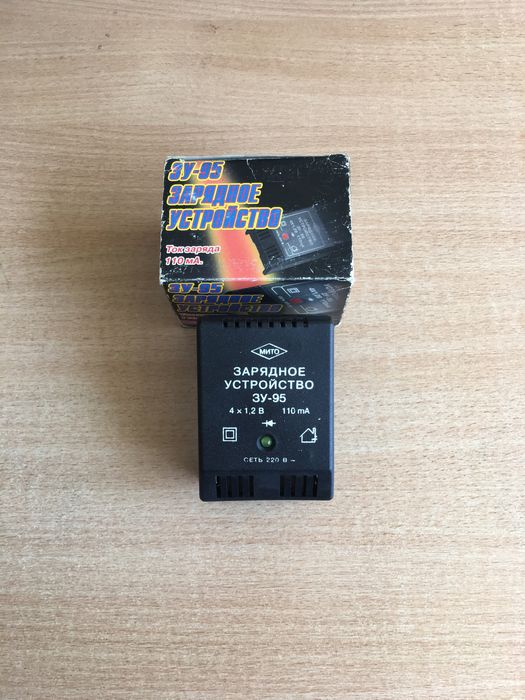 ЗУ-95
ЗАРЯДНОЕ
УСТРОЙСТВО
Ток заряда
110 мА.
ЗУ-95
ЗАРЯДНОЕ
УСТРОЙСТВО
МИТО
ЗАРЯДНОЕ
УСТРОЙСТВО
ЗУ-95
4 x 1,2 В 110 mA
СЕТЬ 220 В ~